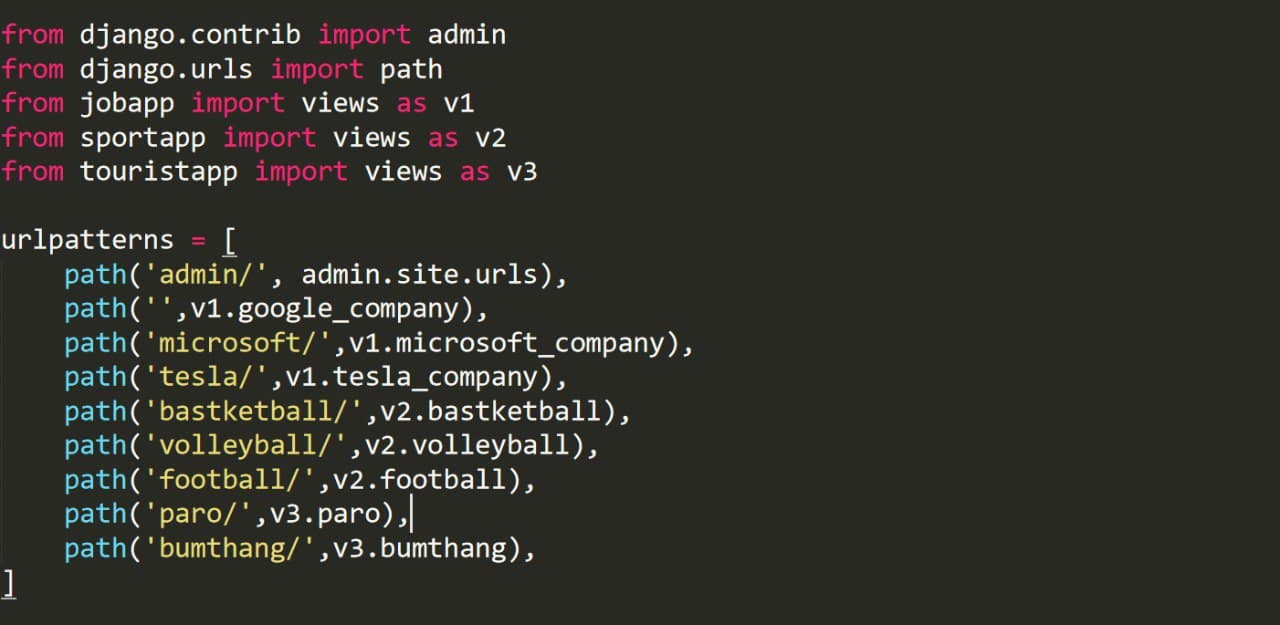 from django.contrib import admin
from django.urls import path
from jobapp import views as v1
from sportapp import views as v2
from touristapp import views as v3
urlpatterns = [
    path('admin/', admin.site.urls),
    path('',v1.google_company),
    path('microsoft/',v1.microsoft_company),
    path('tesla/',v1.tesla_company),
    path('bastketball/',v2.bastketball),
    path('volleyball/',v2.volleyball),
    path('football/',v2.football),
    path('paro/',v3.paro),
    path('bumthang/',v3.bumthang),
]